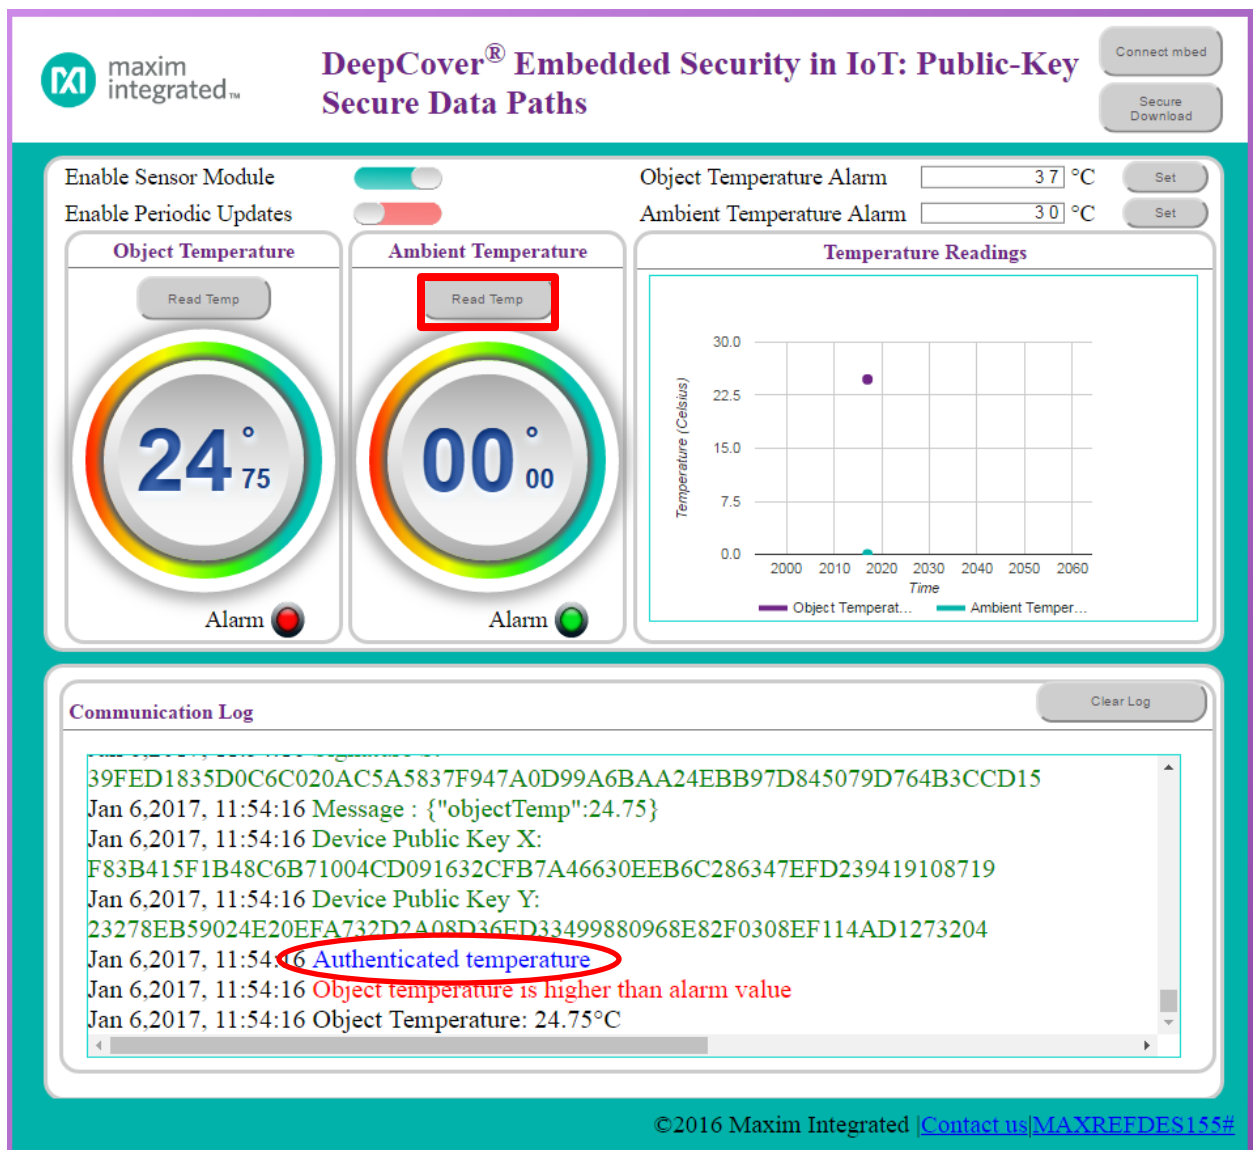 maxim
integrated™
DeepCover® Embedded Security in IoT: Public-Key
Secure Data Paths
Connect mbed
Secure
Download
Enable Sensor Module
Enable Periodic Updates
Object Temperature Alarm 37 °C Set
Ambient Temperature Alarm 30 °C Set
Object Temperature
Read Temp
24° 75
Alarm
Ambient Temperature
Read Temp
00° 00
Alarm
Temperature Readings
30.0
22.5
15.0
7.5
0.0
Temperature (Celsius)
2000 2010 2020 2030 2040 2050 2060
Time
Object Temperat... Ambient Temper...
Communication Log
Clear Log
39FED1835D0C6C020AC5A5837F947A0D99A6BAA24EBB97D845079D764B3CCD15
Jan 6,2017, 11:54:16 Message : {"objectTemp":24.75}
Jan 6,2017, 11:54:16 Device Public Key X:
F83B415F1B48C6B71004CD091632CFB7A46630EEB6C286347EFD239419108719
Jan 6,2017, 11:54:16 Device Public Key Y:
23278EB59024E20EFA732D2A08D36ED33499880968E82F0308EF114AD1273204
Jan 6,2017, 11:54:16 Authenticated temperature
Jan 6,2017, 11:54:16 Object temperature is higher than alarm value
Jan 6,2017, 11:54:16 Object Temperature: 24.75°C
©2016 Maxim Integrated |Contact us|MAXREFDES155#